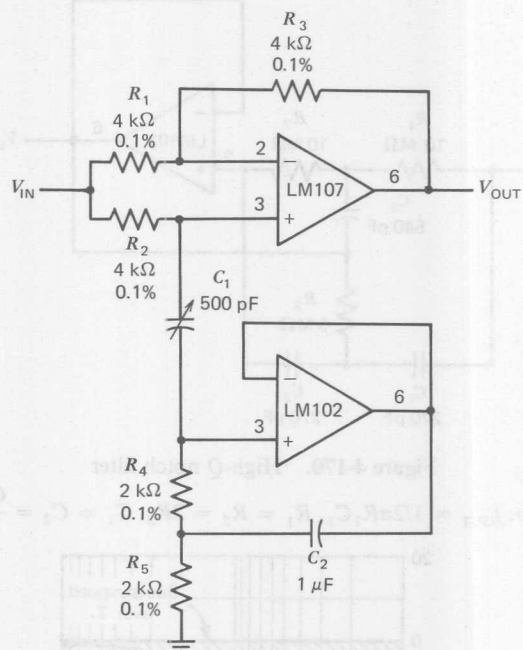 R3
4 kΩ
0.1%
R1
4 kΩ
0.1%
2
LM107
6
VIN
VOUT
3
+
R2
4 kΩ
0.1%
C1
500 pF
−
LM102
6
3
+
R4
2 kΩ
0.1%
C2
1 μF
R5
2 kΩ
0.1%